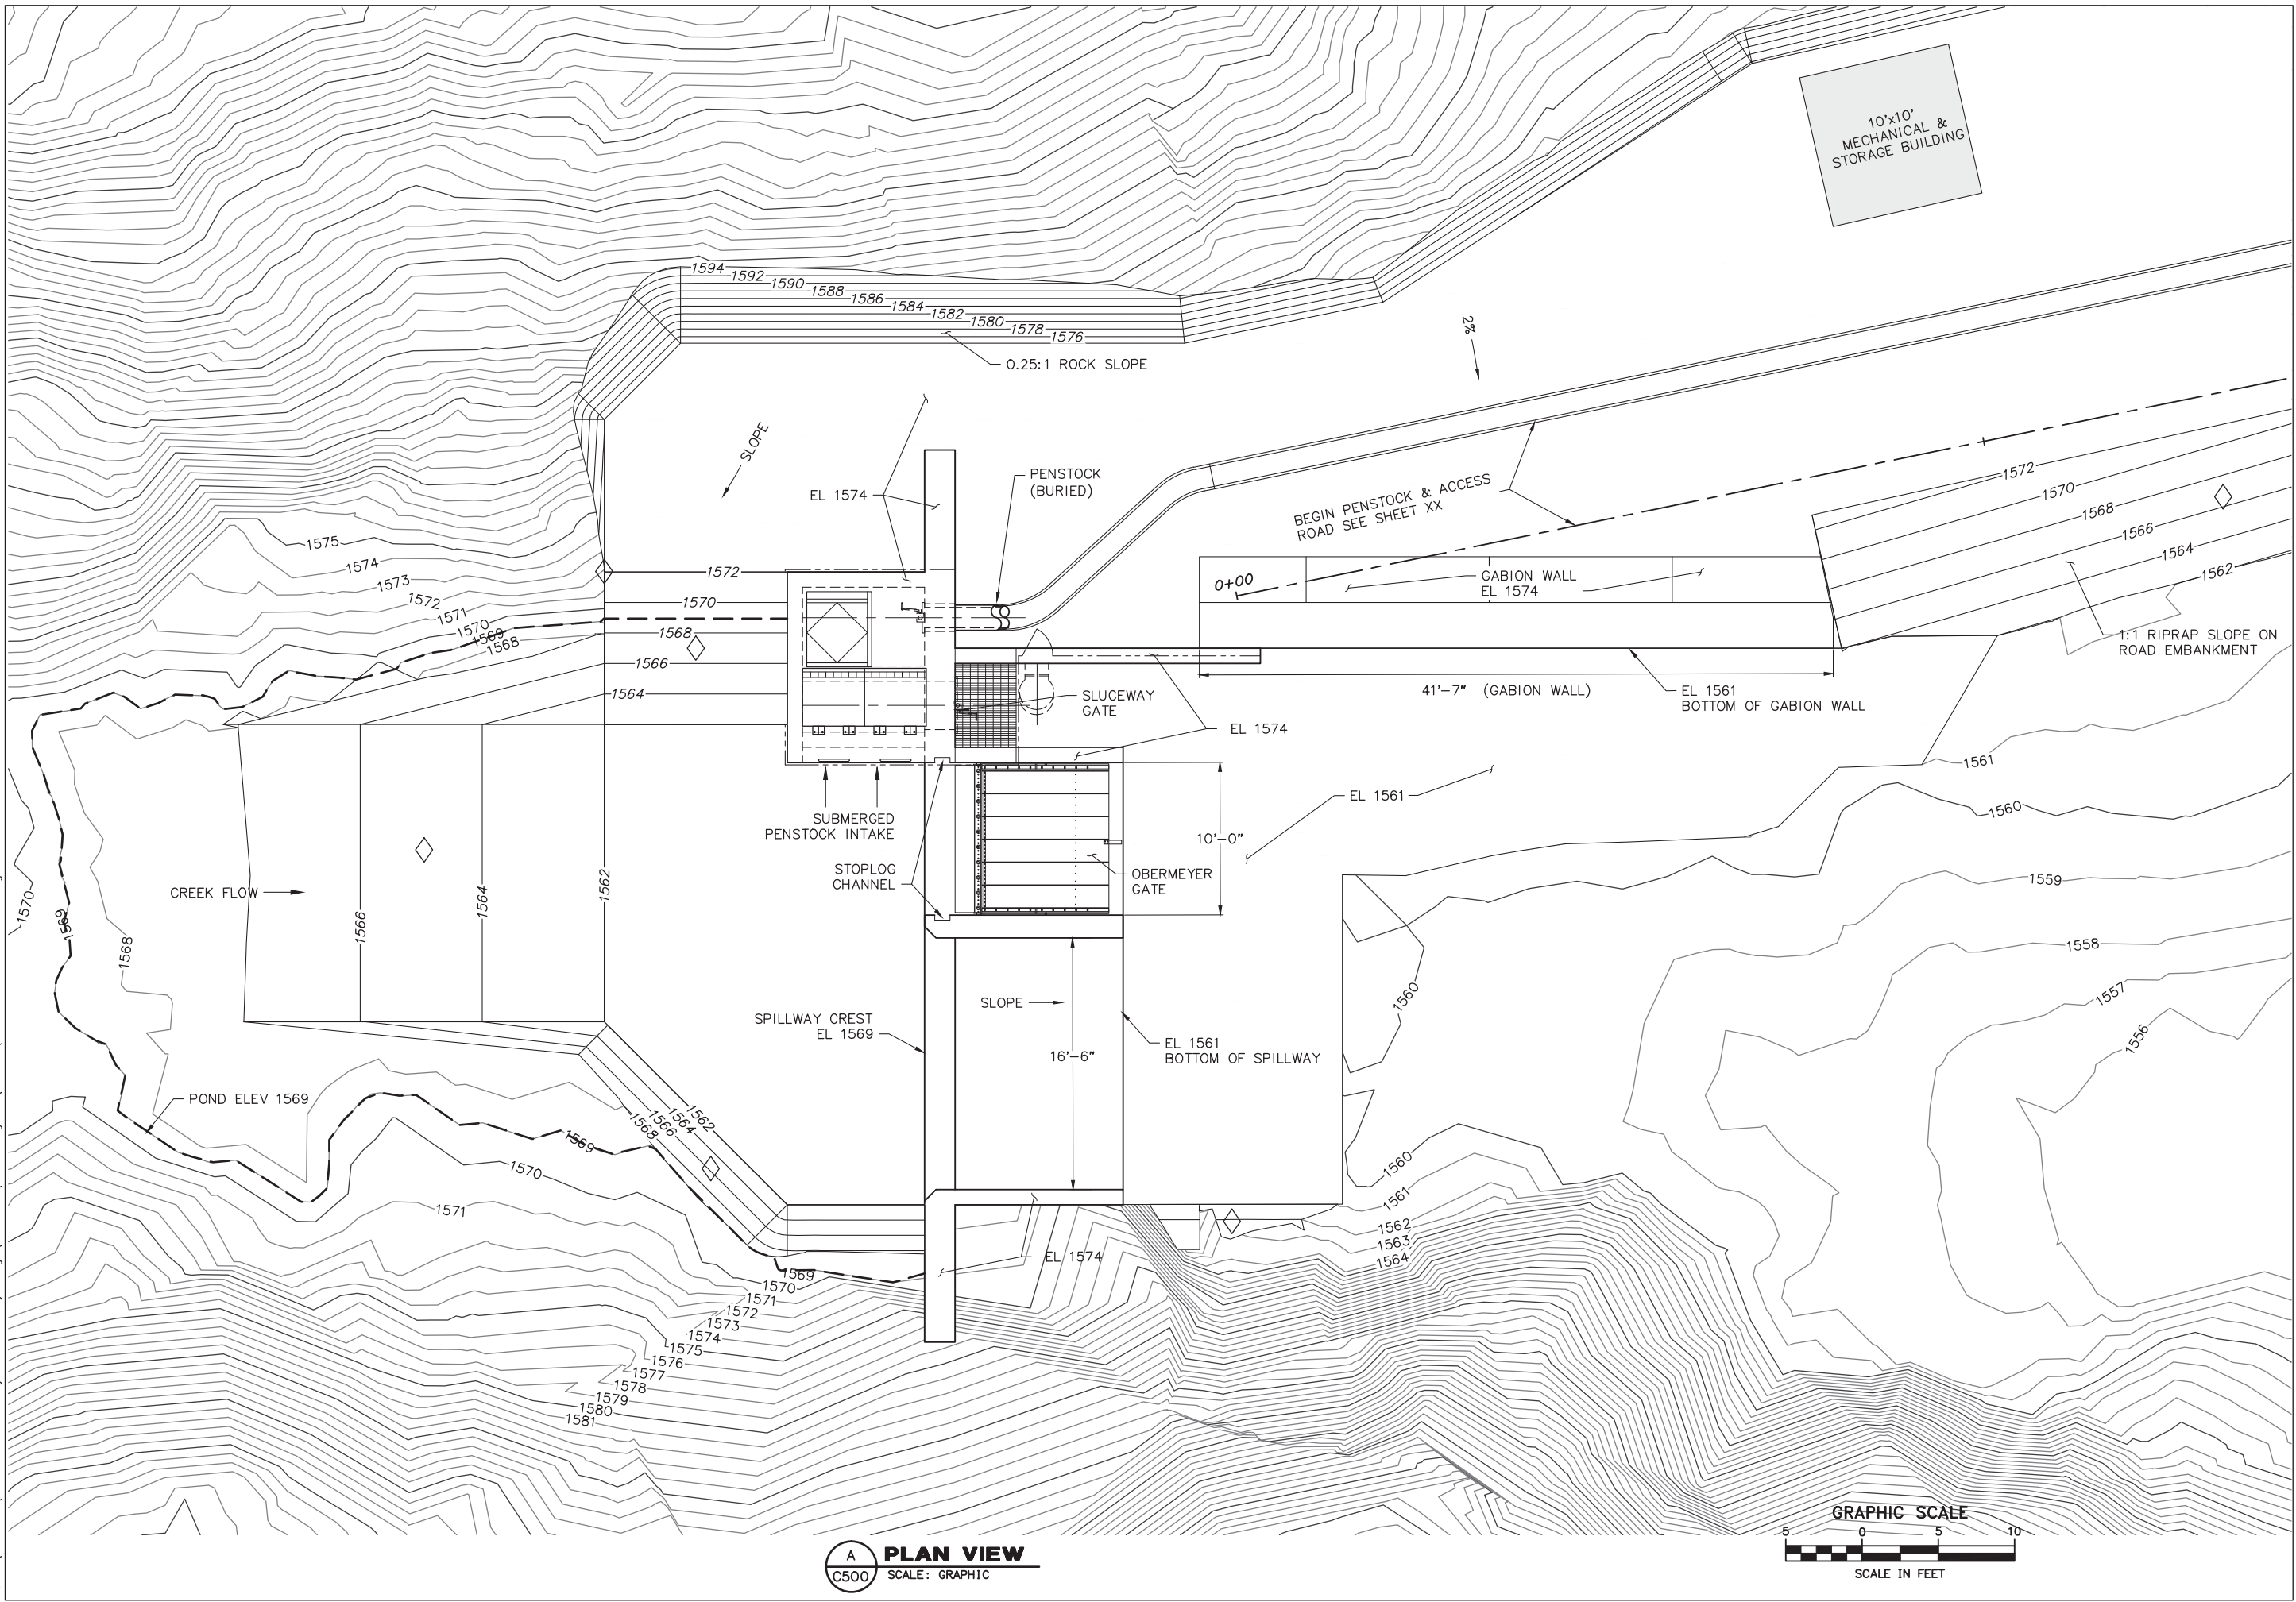 10'x10'
MECHANICAL &
STORAGE BUILDING
1594
1592
1590
1588
1586
1584
1582
1580
1578
1576
0.25:1 ROCK SLOPE
2%
SLOPE
EL 1574
PENSTOCK
(BURIED)
BEGIN PENSTOCK & ACCESS
ROAD SEE SHEET XX
1572
1570
1568
1566
1564
1562
1575
1574
1573
1572
1571
1570
1569
1568
1572
1570
1568
1566
1564
0+00
GABION WALL
EL 1574
1:1 RIPRAP SLOPE ON
ROAD EMBANKMENT
41'-7" (GABION WALL)
EL 1561
BOTTOM OF GABION WALL
SLUCEWAY
GATE
EL 1574
SUBMERGED
PENSTOCK INTAKE
STOPLOG
CHANNEL
10'-0"
EL 1561
OBERMEYER
GATE
1561
1560
1559
1558
1557
1556
1560
CREEK FLOW
1570
1569
1568
1566
1564
1562
SPILLWAY CREST
EL 1569
SLOPE
16'-6"
EL 1561
BOTTOM OF SPILLWAY
POND ELEV 1569
1562
1564
1566
1568
1569
1570
1571
1560
1561
1562
1563
1564
EL 1574
1569
1570
1571
1572
1573
1574
1575
1576
1577
1578
1579
1580
1581
A
C500
PLAN VIEW
SCALE: GRAPHIC
GRAPHIC SCALE
5 0 5 10
SCALE IN FEET